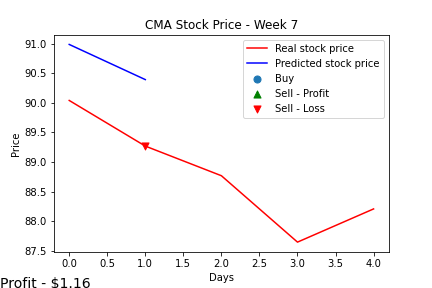 CMA Stock Price - Week 7
Real stock price
Predicted stock price
Buy
Sell - Profit
Sell - Loss
91.0
90.5
90.0
89.5
89.0
88.5
88.0
87.5
Price
0.0 0.5 1.0 1.5 2.0 2.5 3.0 3.5 4.0
Days
Profit - $1.16